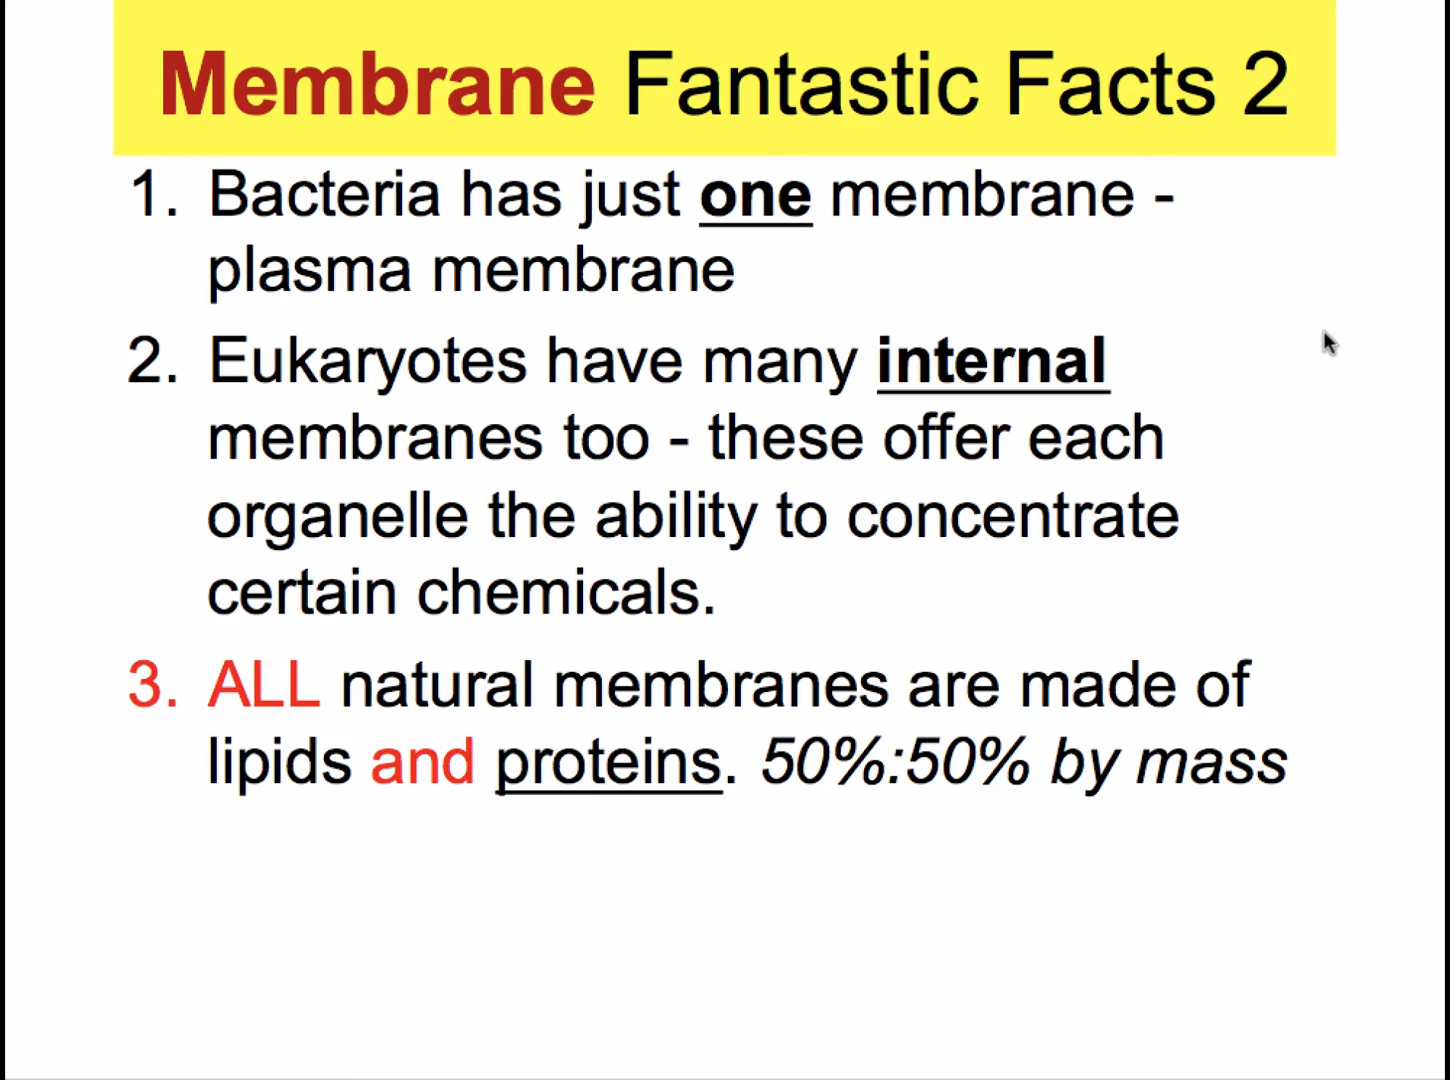 Membrane Fantastic Facts 2
1. Bacteria has just one membrane -
plasma membrane
2. Eukaryotes have many internal
membranes too - these offer each
organelle the ability to concentrate
certain chemicals.
3. ALL natural membranes are made of
lipids and proteins. 50%:50% by mass